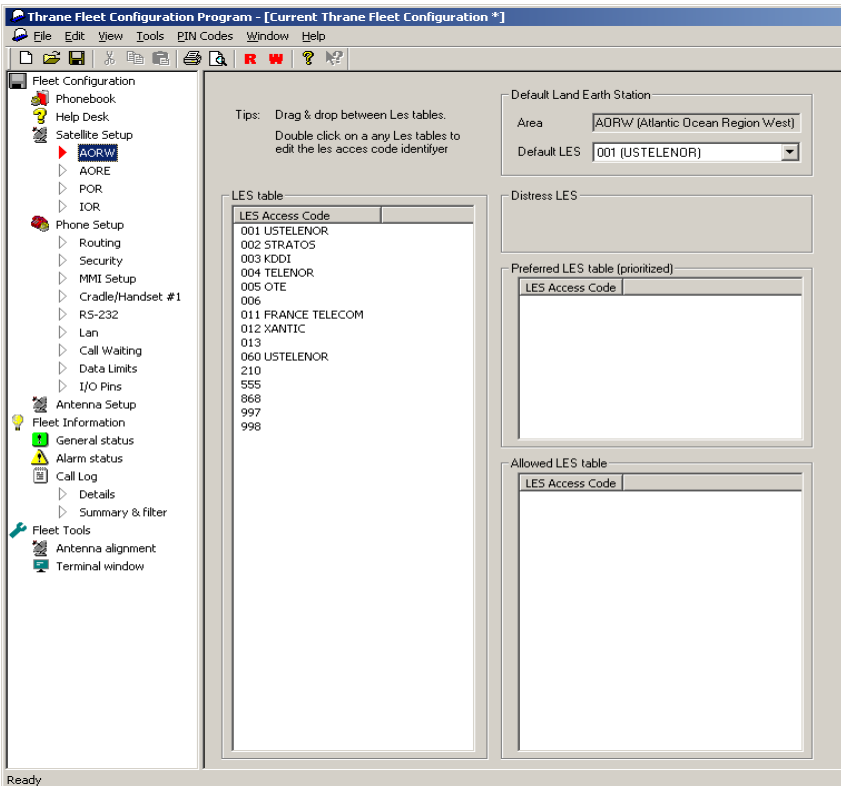 Thrane Fleet Configuration Program - [Current Thrane Fleet Configuration *]
File Edit View Tools PIN Codes Window Help
R W
Fleet Configuration
Phonebook
Help Desk
Satellite Setup
AORW
AORE
POR
IOR
Phone Setup
Routing
Security
MMI Setup
Cradle/Handset #1
RS-232
Lan
Call Waiting
Data Limits
I/O Pins
Antenna Setup
Fleet Information
General status
Alarm status
Call Log
Details
Summary & filter
Fleet Tools
Antenna alignment
Terminal window
Tips: Drag & drop between Les tables.
Double click on a any Les tables to
edit the les acces code identifyer
LES table
LES Access Code
001 USTELENOR
002 STRATOS
003 KDDI
004 TELENOR
005 OTE
006
011 FRANCE TELECOM
012 XANTIC
013
060 USTELENOR
210
555
868
997
998
Default Land Earth Station
Area AORW (Atlantic Ocean Region West)
Default LES 001 (USTELENOR)
Distress LES
Preferred LES table (prioritized)
LES Access Code
Allowed LES table
LES Access Code
Ready